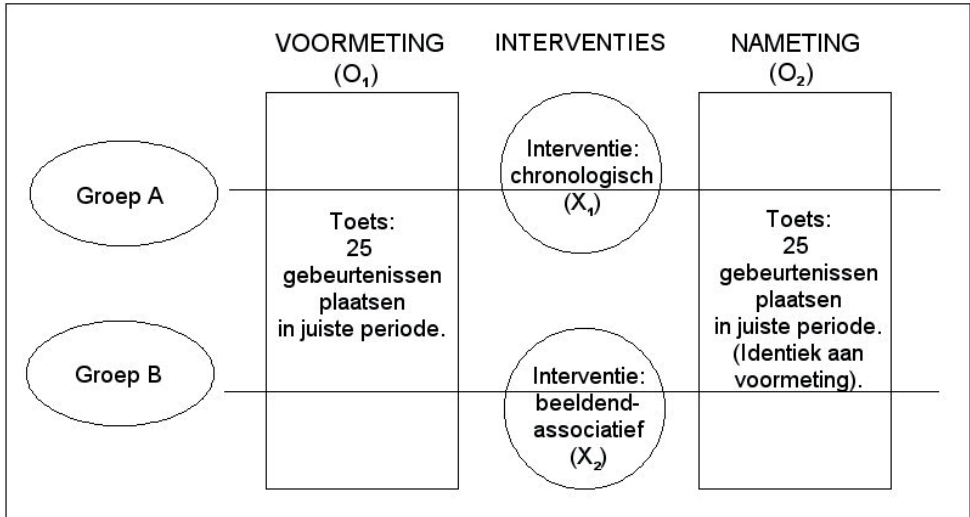 VOORMETING
(O₁)
INTERVENTIES
NAMETING
(O₂)
Groep A
Groep B
Toets:
25
gebeurtenissen
plaatsen
in juiste periode.
Interventie:
chronologisch
(X₁)
Interventie:
beeldend-
associatief
(X₂)
Toets:
25
gebeurtenissen
plaatsen
in juiste periode.
(Identiek aan
voormeting).